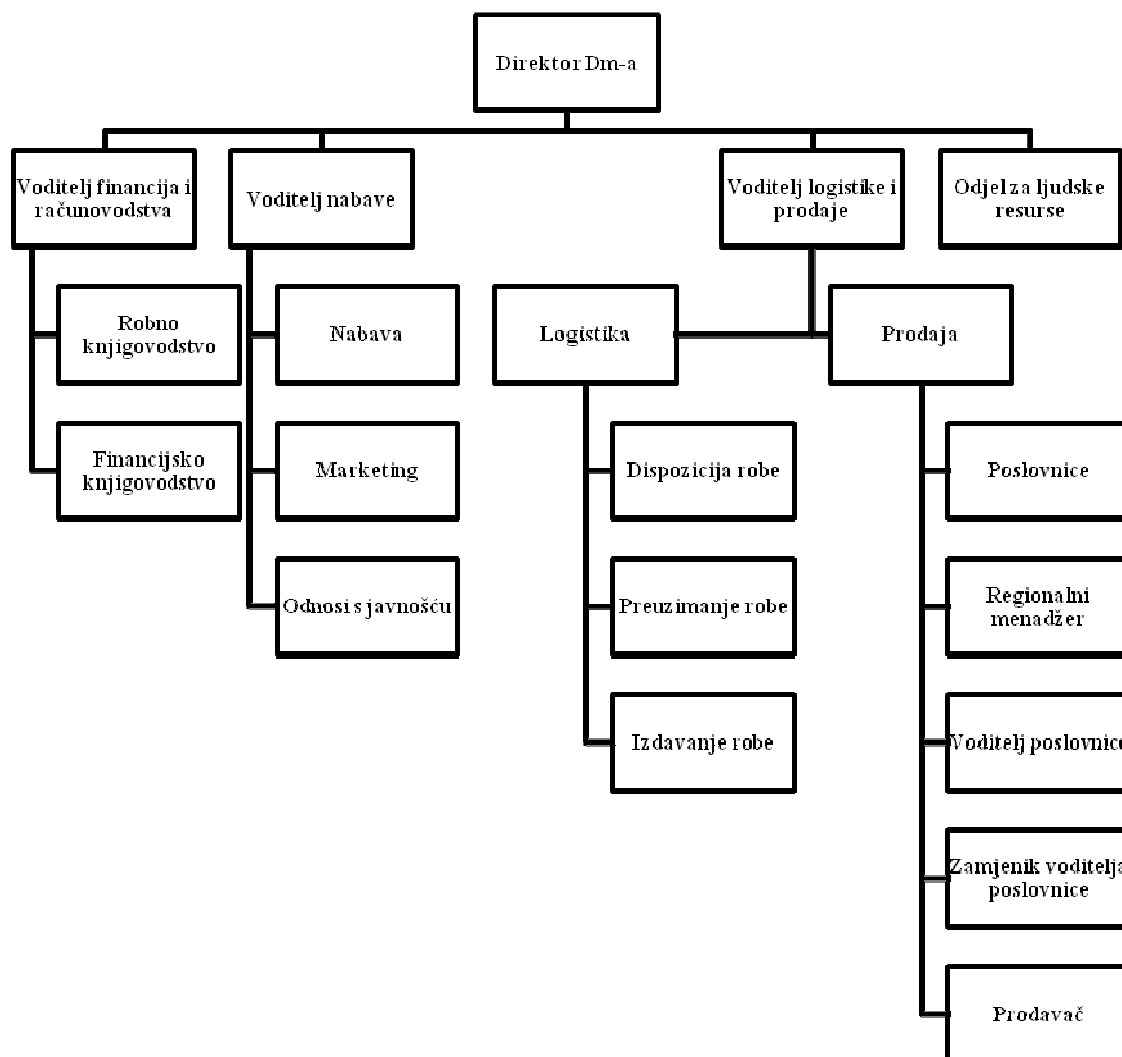 Direktor Dm-a
Voditelj financija i
računovodstva
Voditelj nabave
Voditelj logistike i
prodaje
Odjel za ljudske
resurse
Robno
knjigovodstvo
Nabava
Logistika
Prodaja
Financijsko
knjigovodstvo
Marketing
Dispozicija robe
Poslovnice
Odnosi s javnošću
Preuzimanje robe
Regionalni
menadžer
Izdavanje robe
Voditelj poslovnice
Zamjenik voditelja
poslovnice
Prodavač